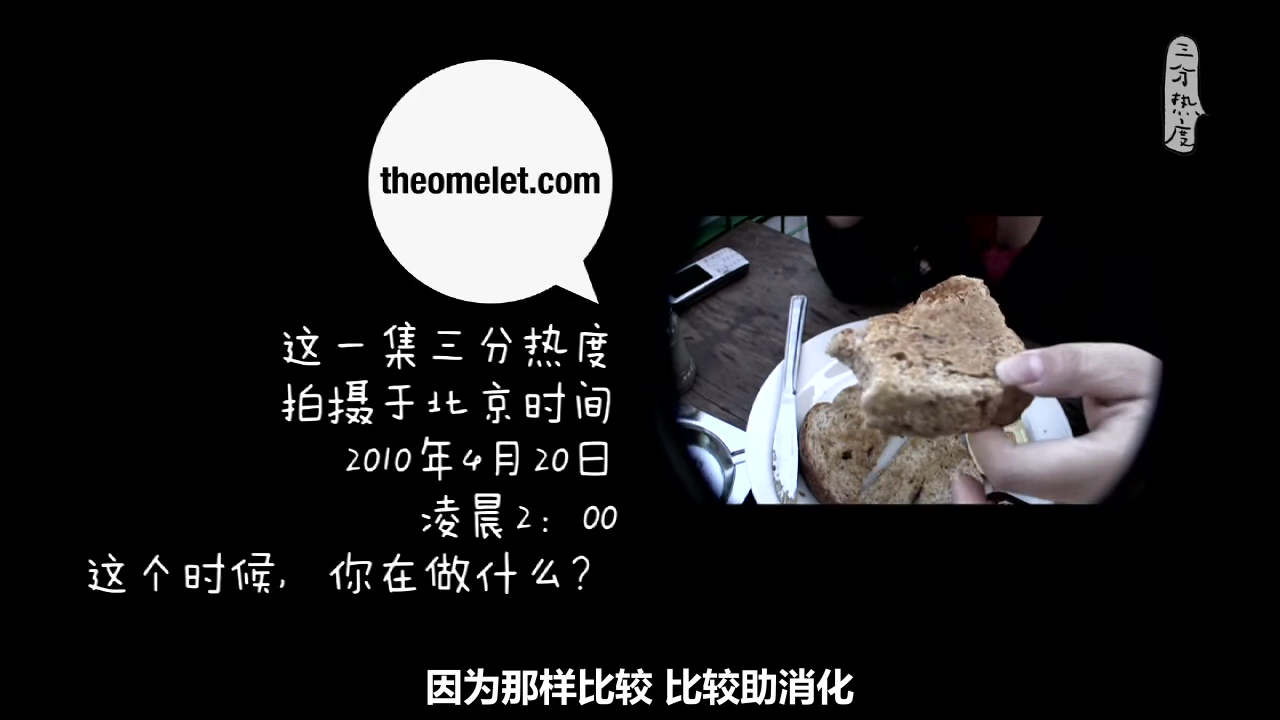 theomelet.com
三分热度
这一集三分热度
拍摄于北京时间
2010年4月20日
凌晨2：00
这个时候，你在做什么？
因为那样比较 比较助消化